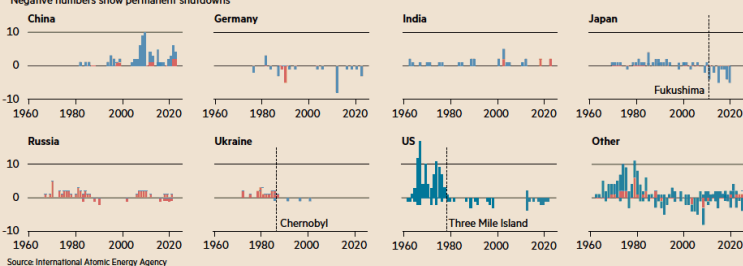 Negative numbers show permanent shutdowns
China Germany India Japan
10
0
-10
Fukushima
1960 1980 2000 2020 1960 1980 2000 2020 1960 1980 2000 2020 1960 1980 2000 2020
Russia Ukraine US Other
10
0
-10
Chernobyl Three Mile Island
1960 1980 2000 2020 1960 1980 2000 2020 1960 1980 2000 2020 1960 1980 2000 2020
Source: International Atomic Energy Agency